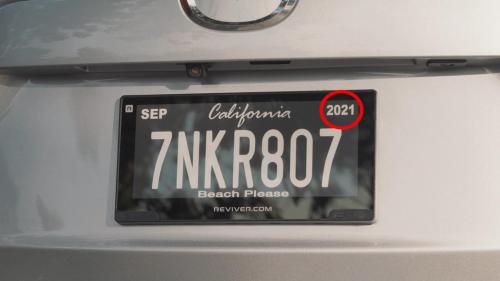 SEP California 2021
7NKR807
Beach Please
REVIVER.COM